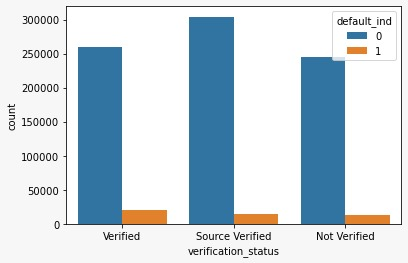 default_ind
0
1
300000
250000
200000
150000
100000
50000
0
count
Verified
Source Verified
Not Verified
verification_status